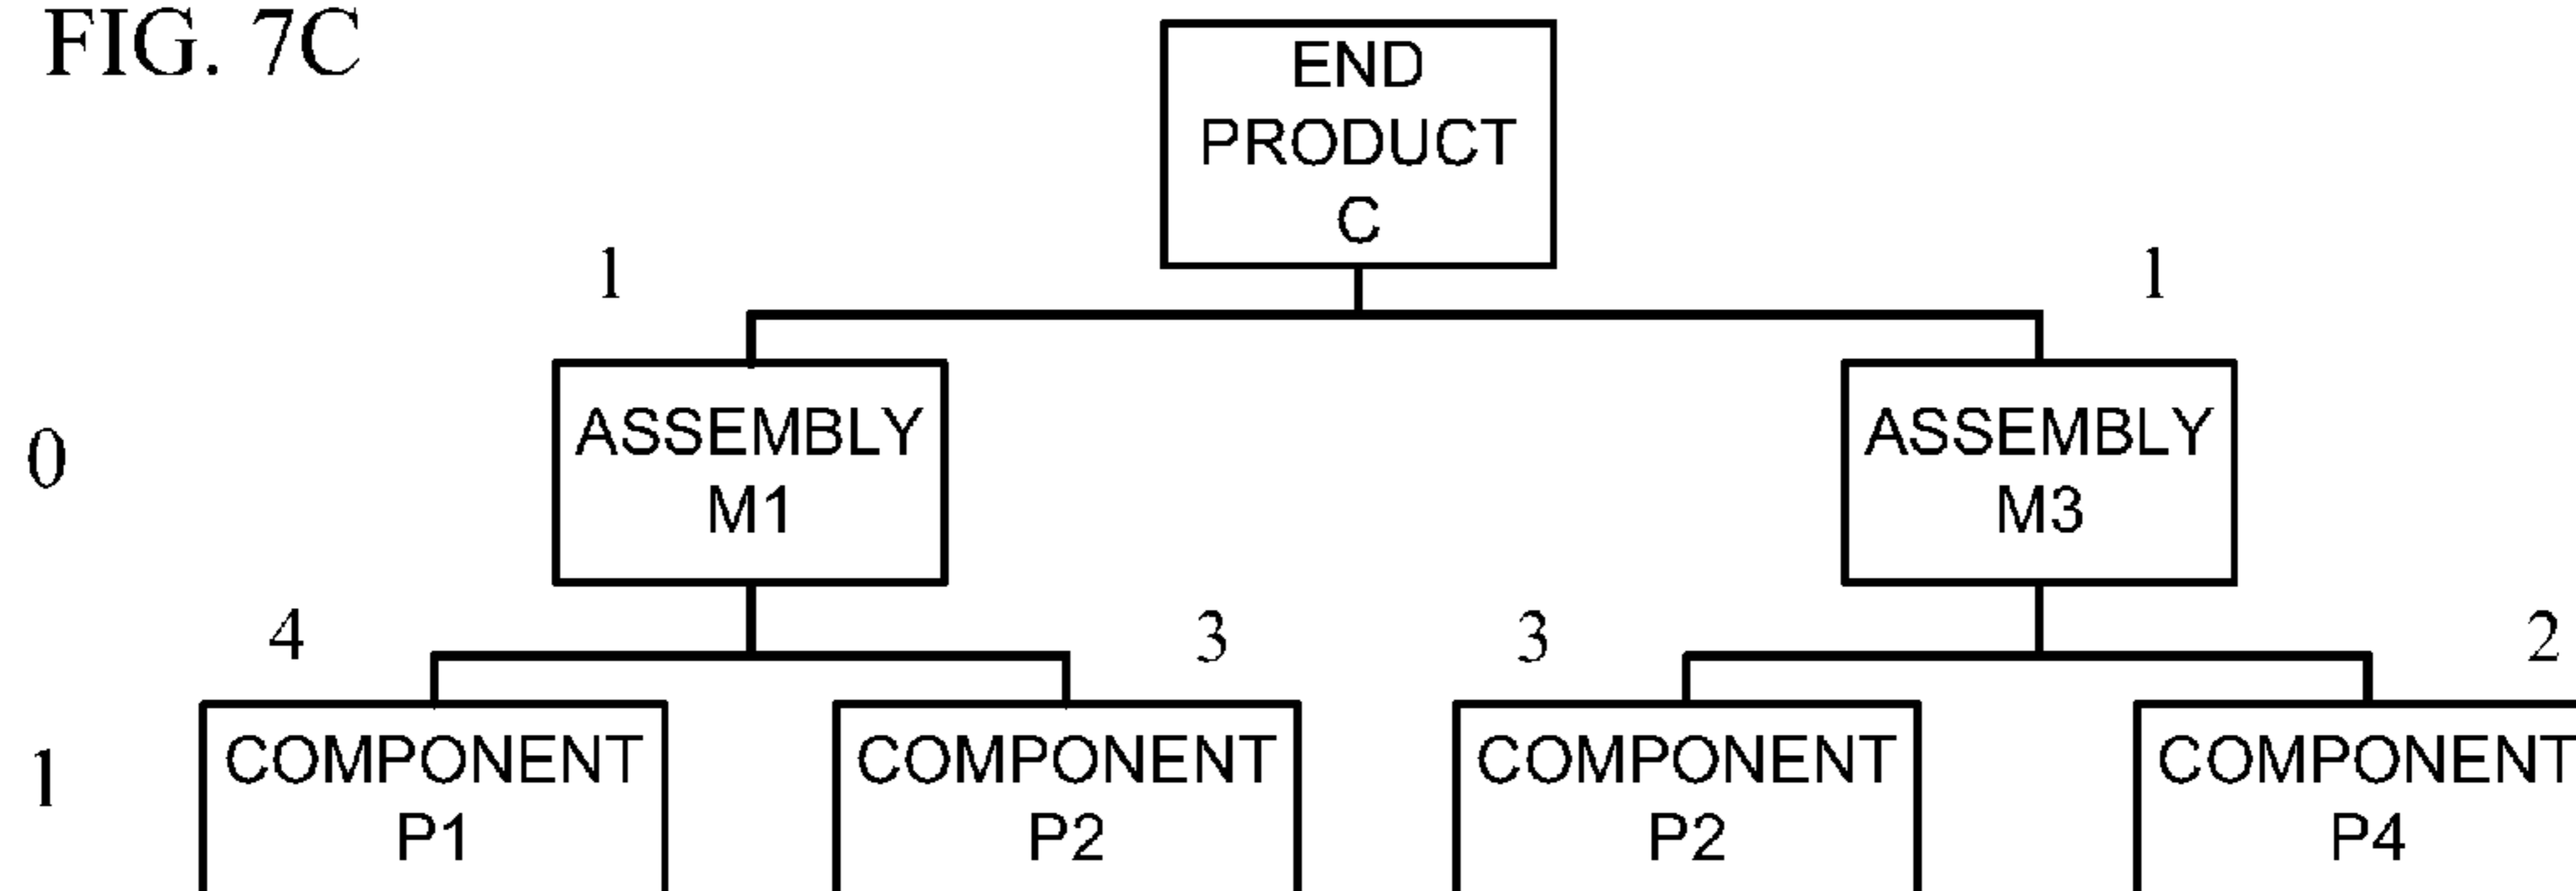 FIG. 7C
END
PRODUCT
C
1
1
0
ASSEMBLY
M1
ASSEMBLY
M3
4
3
3
2
1
COMPONENT
P1
COMPONENT
P2
COMPONENT
P2
COMPONENT
P4